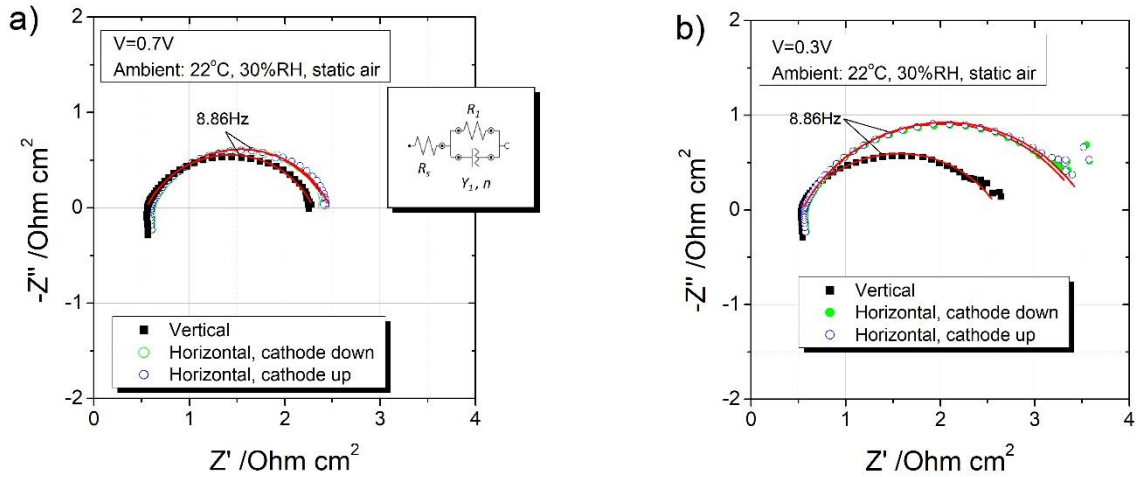 a)
V=0.7V
Ambient: 22°C, 30%RH, static air
8.86Hz
R1
Rs
Y1, n
-Z'' /Ohm cm2
2
1
0
-1
-2
Vertical
Horizontal, cathode down
Horizontal, cathode up
0 1 2 3 4
Z' /Ohm cm2
b)
V=0.3V
Ambient: 22°C, 30%RH, static air
8.86Hz
-Z'' /Ohm cm2
2
1
0
-1
-2
Vertical
Horizontal, cathode down
Horizontal, cathode up
0 1 2 3 4
Z' /Ohm cm2